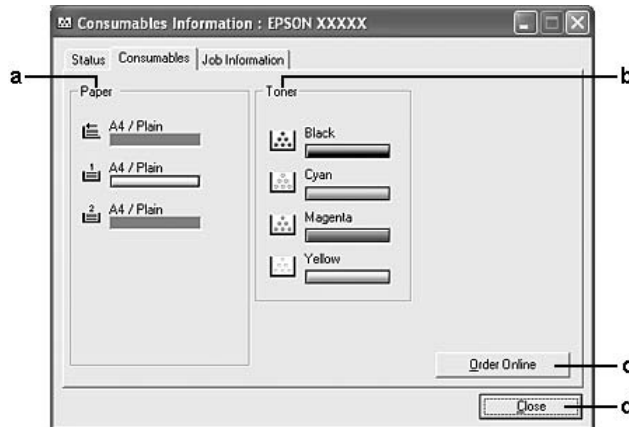 Consumables Information : EPSON XXXXX
Status
Consumables
Job Information
a
b
Paper
A4 / Plain
1
A4 / Plain
2
A4 / Plain
Toner
Black
Cyan
Magenta
Yellow
Order Online
c
Close
d